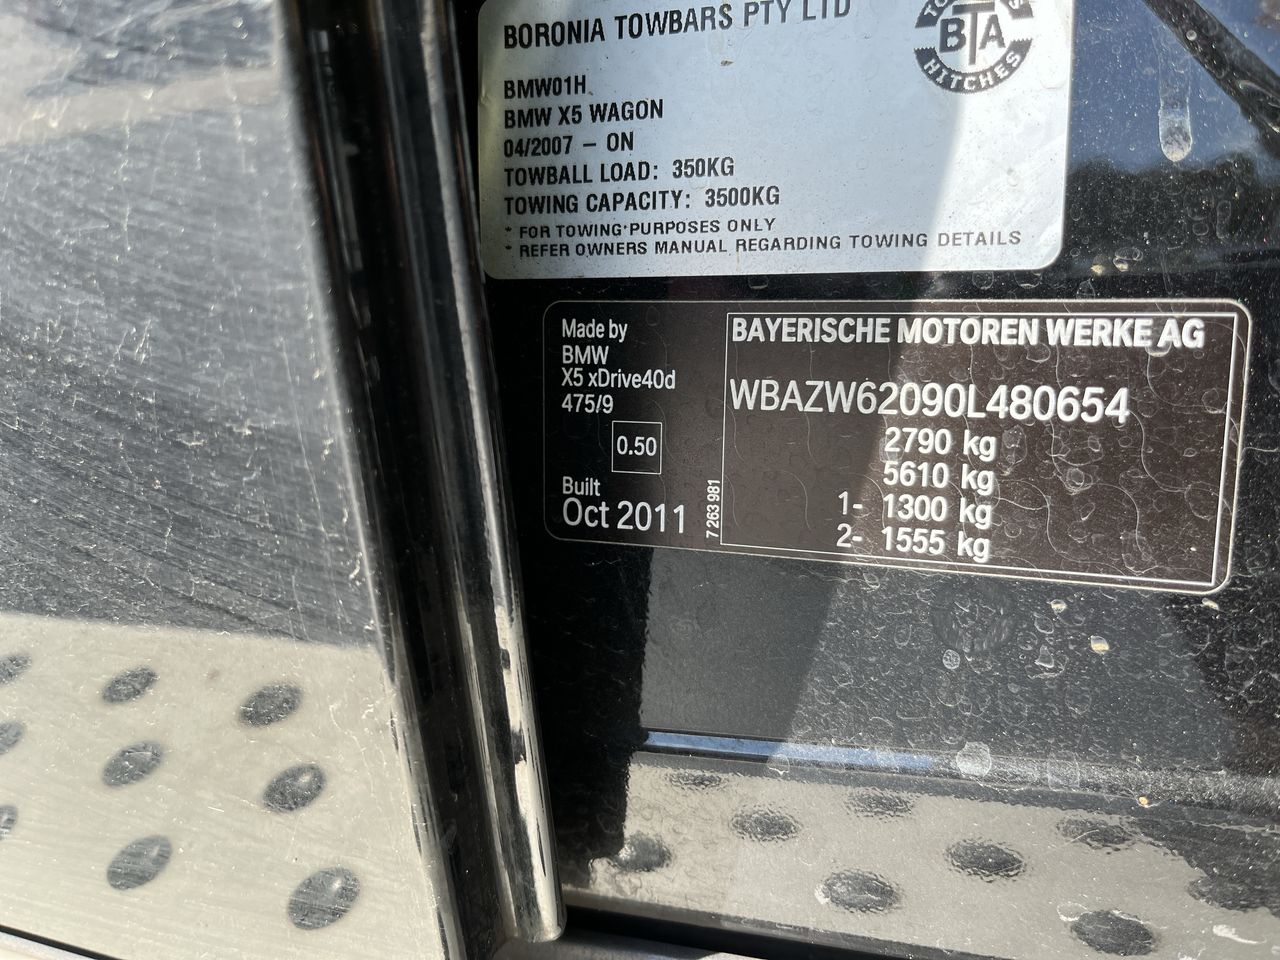 BORONIA TOWBARS PTY LTD
BTA
HITCHES
BMW01H
BMW X5 WAGON
04/2007 – ON
TOWBALL LOAD: 350KG
TOWING CAPACITY: 3500KG
* FOR TOWING PURPOSES ONLY
* REFER OWNERS MANUAL REGARDING TOWING DETAILS
Made by
BMW
X5 xDrive40d
475/9
0.50
Built
Oct 2011
7 263 981
BAYERISCHE MOTOREN WERKE AG
WBAZW62090L480654
2790 kg
5610 kg
1- 1300 kg
2- 1555 kg